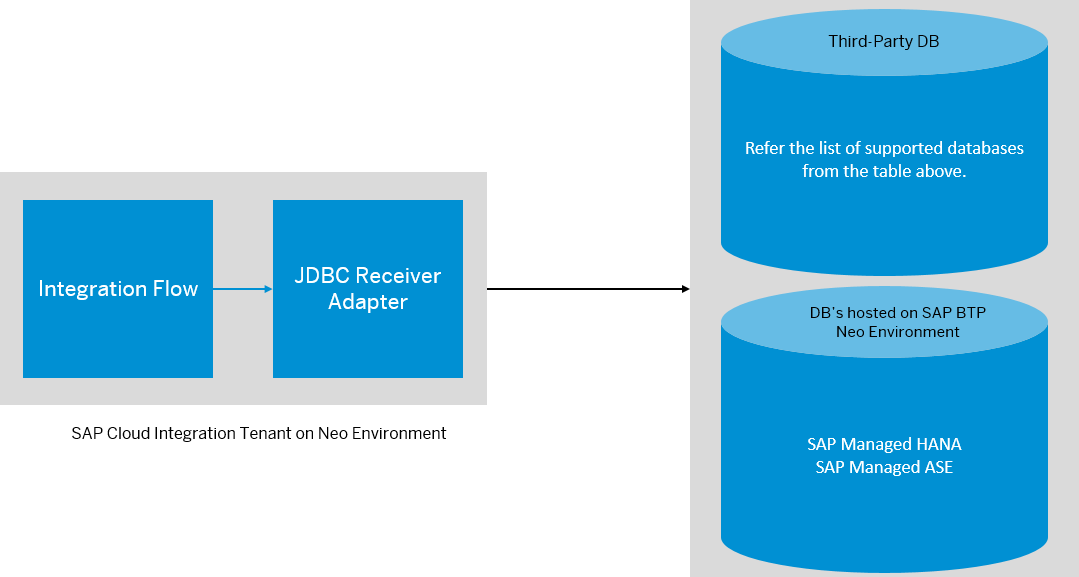 Third-Party DB
Refer the list of supported databases
from the table above.
Integration Flow
JDBC Receiver
Adapter
SAP Cloud Integration Tenant on Neo Environment
DB's hosted on SAP BTP
Neo Environment
SAP Managed HANA
SAP Managed ASE